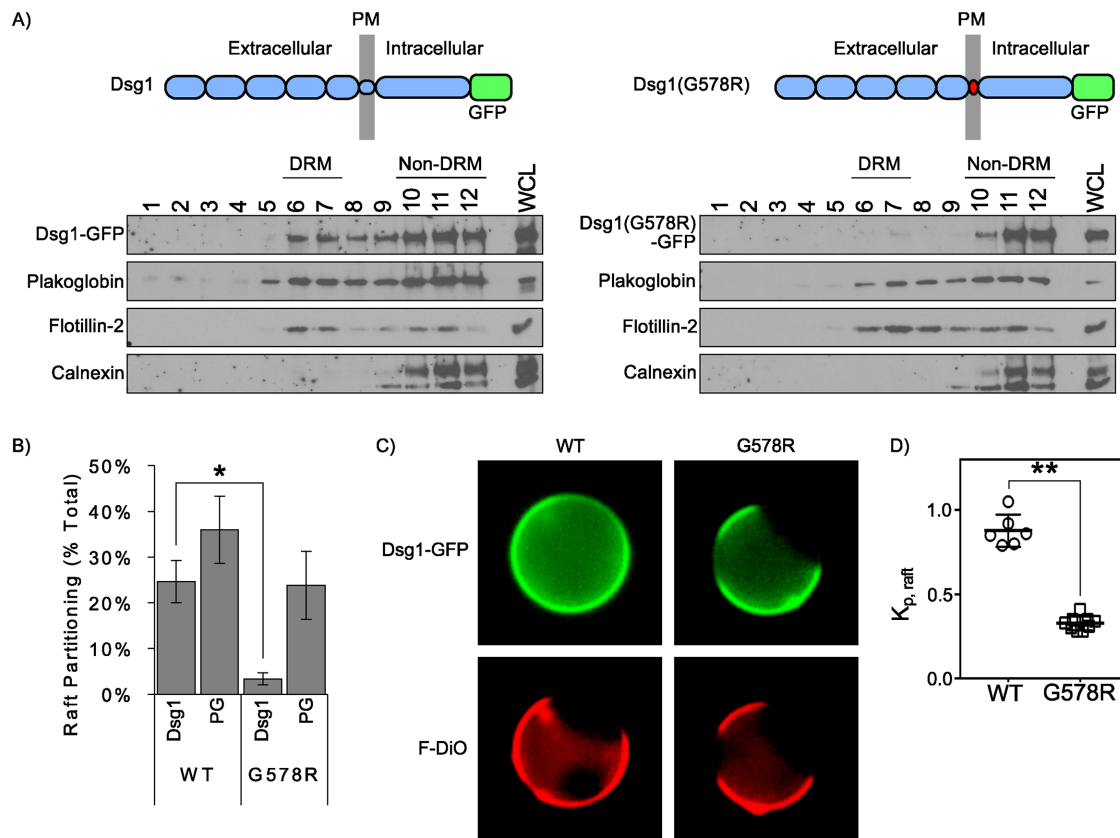 A)
PM
Extracellular Intracellular
Dsg1
GFP
DRM Non-DRM
1 2 3 4 5 6 7 8 9 10 11 12 WCL
Dsg1-GFP
Plakoglobin
Flotillin-2
Calnexin
PM
Extracellular Intracellular
Dsg1(G578R)
GFP
DRM Non-DRM
1 2 3 4 5 6 7 8 9 10 11 12 WCL
Dsg1(G578R)
-GFP
Plakoglobin
Flotillin-2
Calnexin
B)
Raft Partitioning (% Total)
50%
40%
30%
20%
10%
0%
*
Dsg1 PG Dsg1 PG
WT G578R
C)
WT G578R
Dsg1-GFP
F-DiO
D)
**
Kp, raft
1.0
0.5
0.0
WT G578R